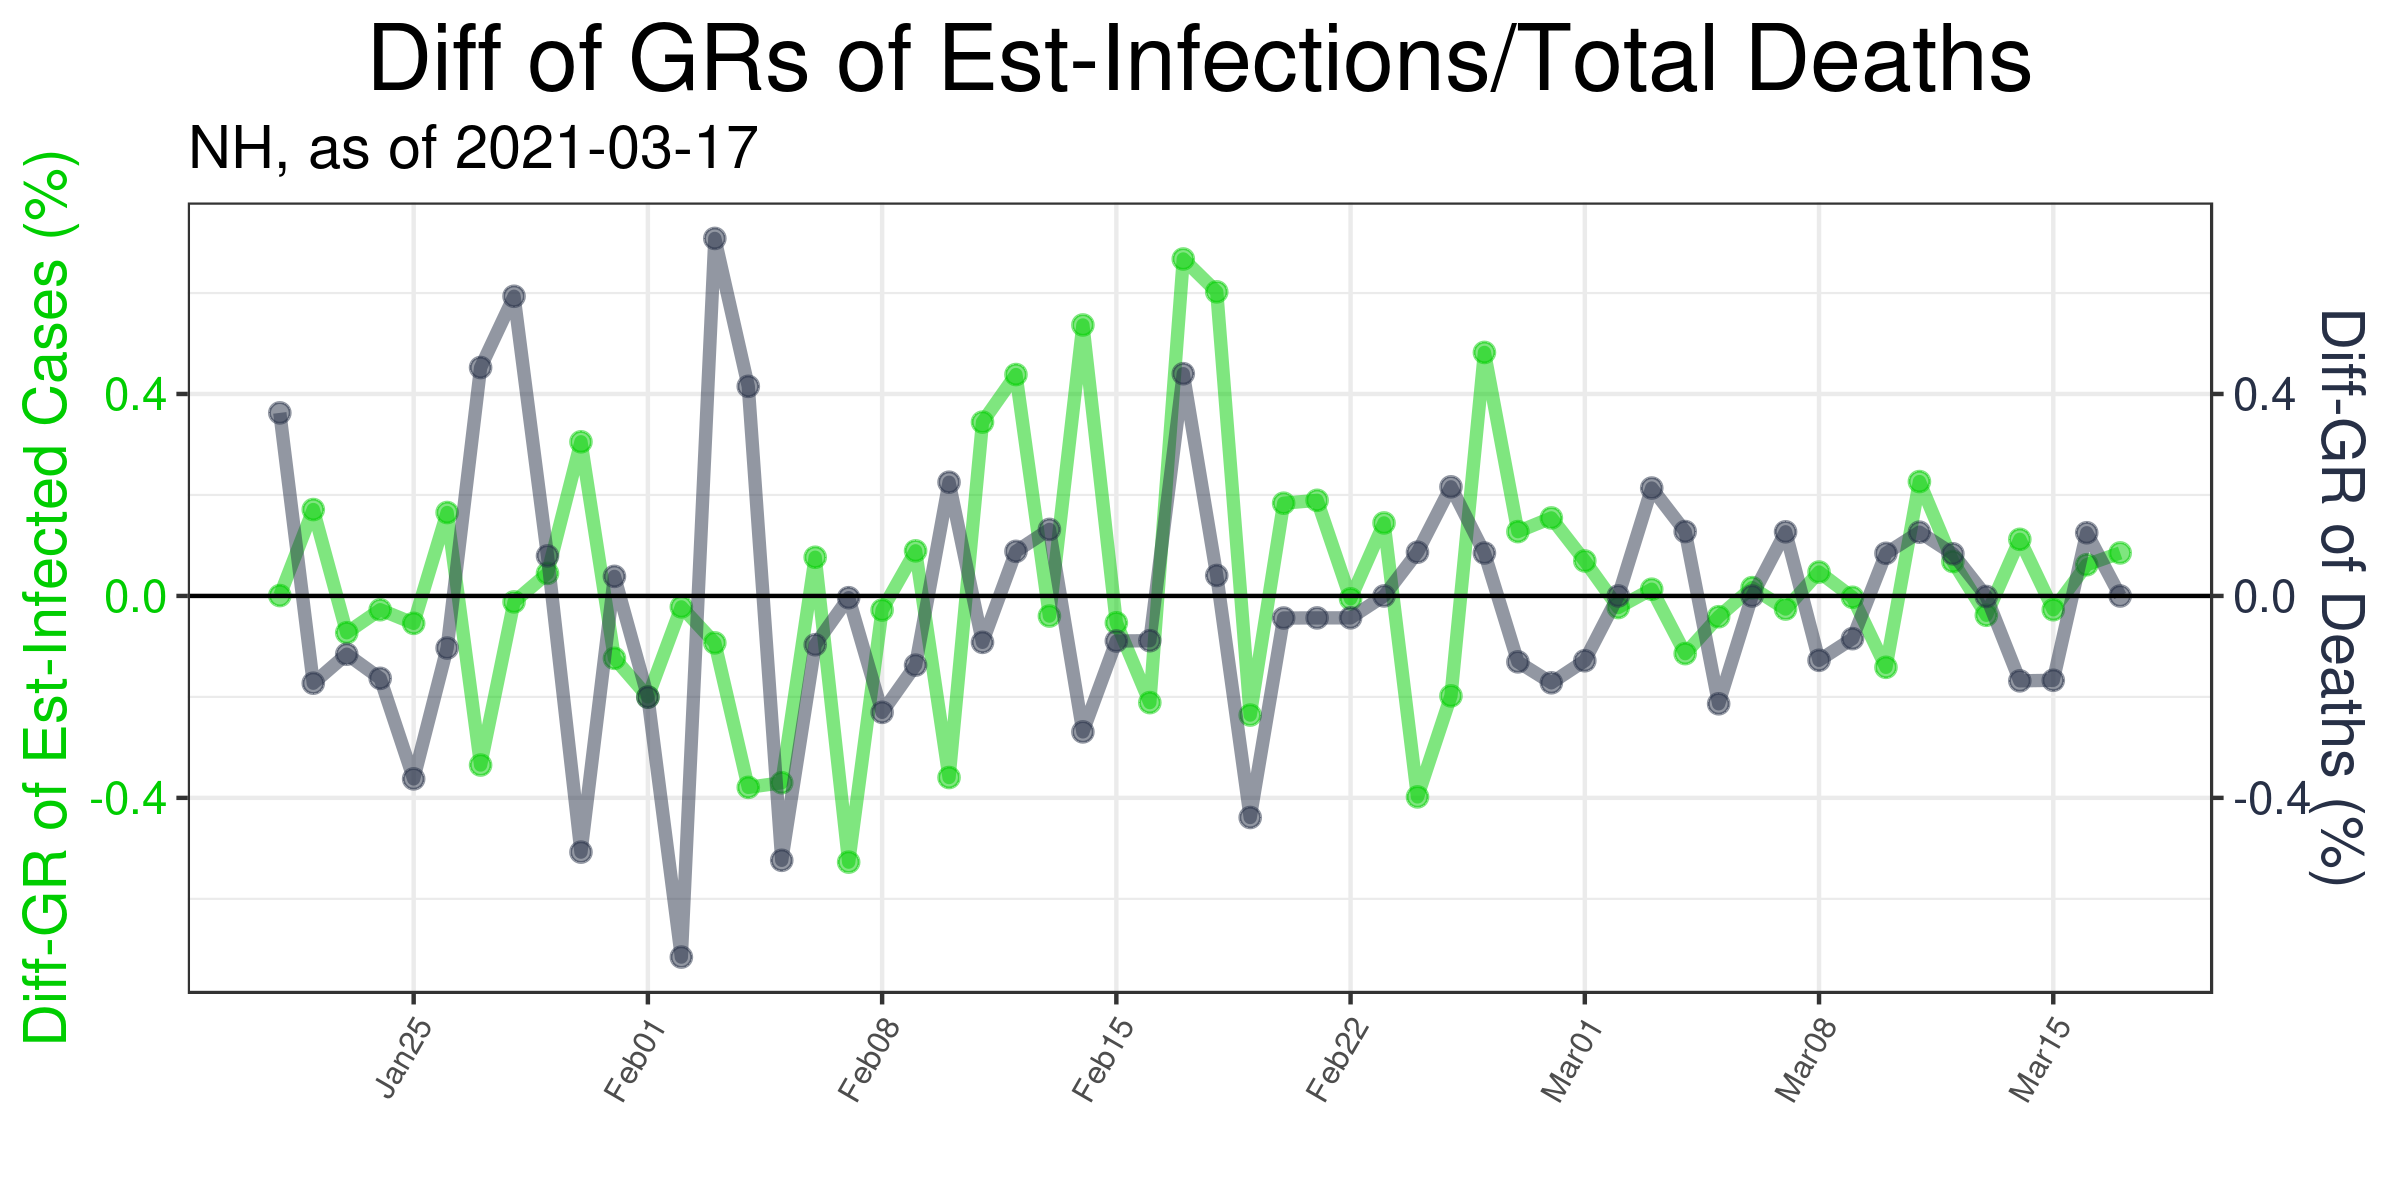 Diff of GRs of Est-Infections/Total Deaths
NH, as of 2021-03-17
Diff-GR of Est-Infected Cases (%)
0.4
0.0
-0.4
0.4
0.0
-0.4
Diff-GR of Deaths (%)
Jan25
Feb01
Feb08
Feb15
Feb22
Mar01
Mar08
Mar15